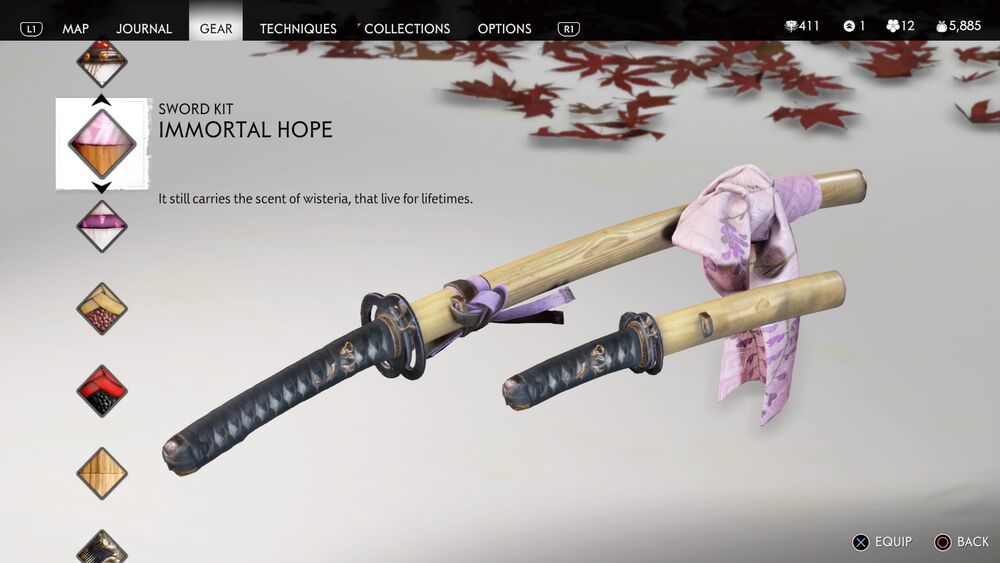 L1 MAP JOURNAL GEAR TECHNIQUES COLLECTIONS OPTIONS R1 411 1 12 5,885
SWORD KIT
IMMORTAL HOPE
It still carries the scent of wisteria, that live for lifetimes.
EQUIP BACK